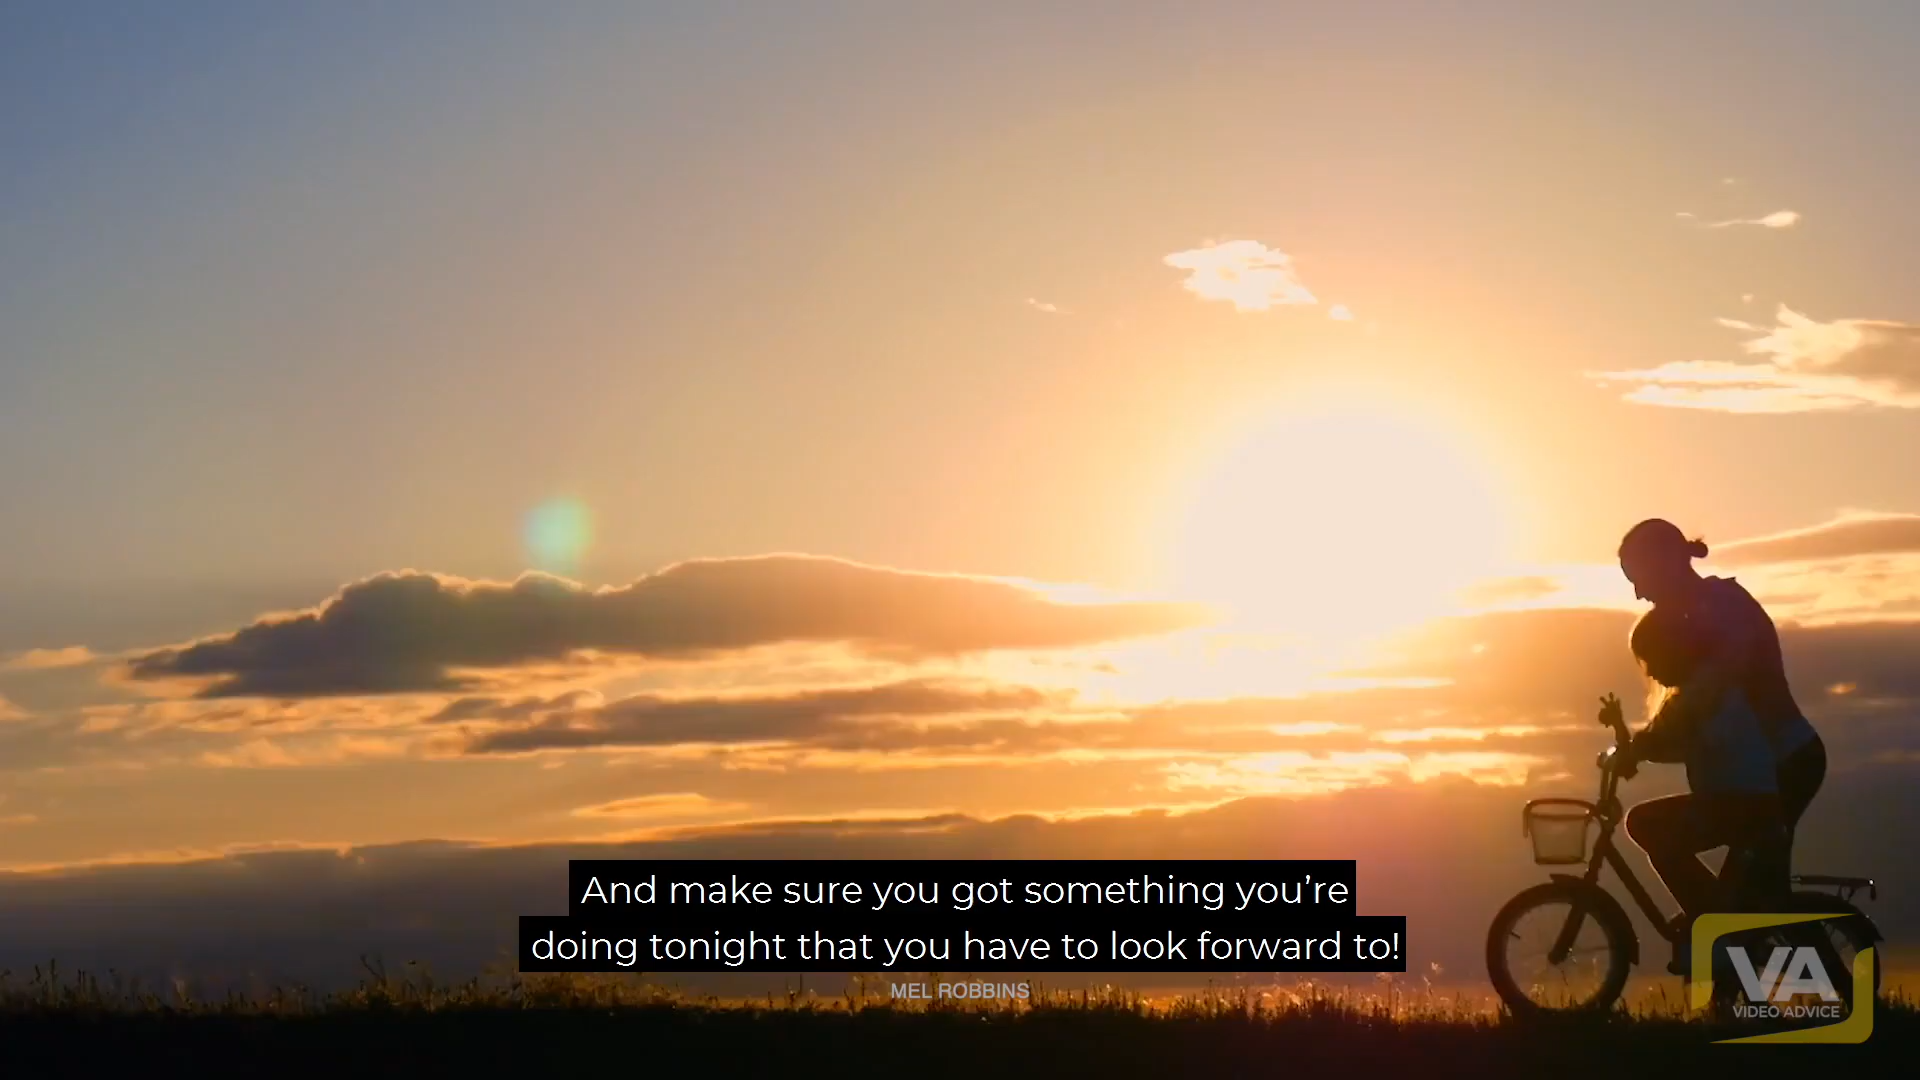 And make sure you got something you’re
doing tonight that you have to look forward to!
MEL ROBBINS
VA
VIDEO ADVICE